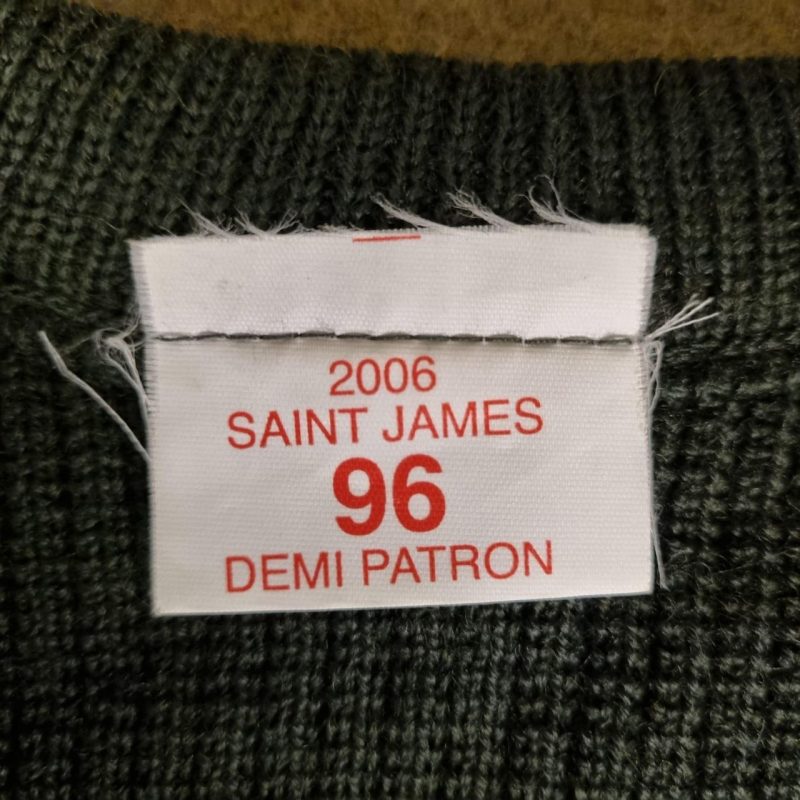 2006
SAINT JAMES
96
DEMI PATRON